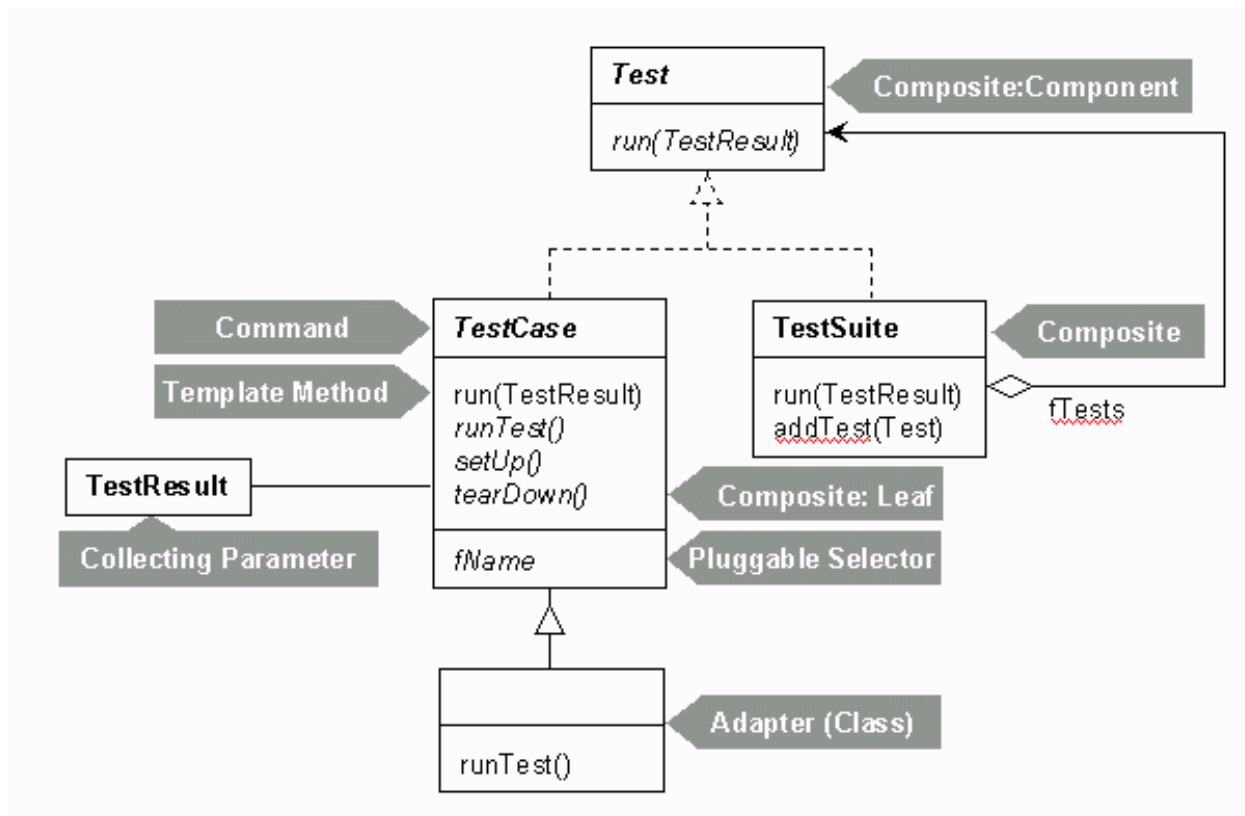 Test
Composite:Component
run(TestResult)
Command
TestCase
TestSuite
Composite
Template Method
run(TestResult)
runTest()
setUp()
tearDown()
run(TestResult)
addTest(Test)
fTests
TestResult
Composite: Leaf
Collecting Parameter
fName
Pluggable Selector
Adapter (Class)
runTest()